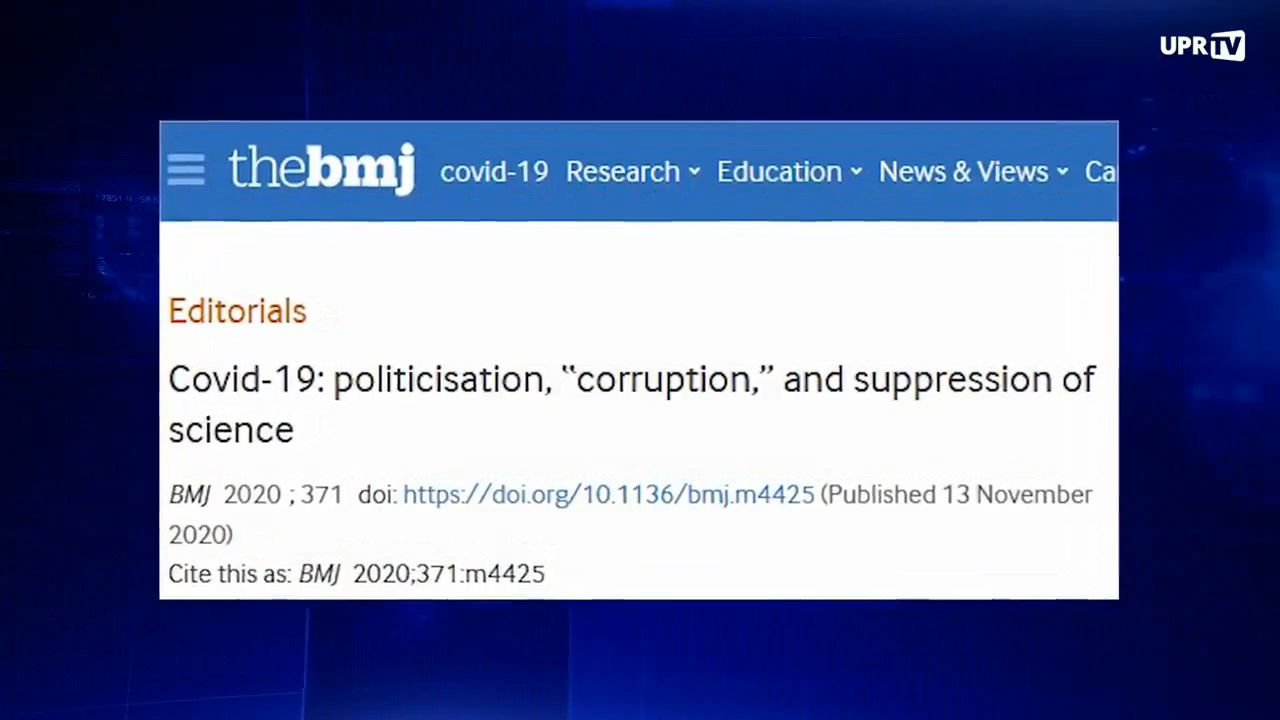 UPRTV
thebmj covid-19 Research Education News & Views Ca
Editorials
Covid-19: politicisation, “corruption,” and suppression of
science
BMJ 2020 ; 371 doi: https://doi.org/10.1136/bmj.m4425 (Published 13 November
2020)
Cite this as: BMJ 2020;371:m4425